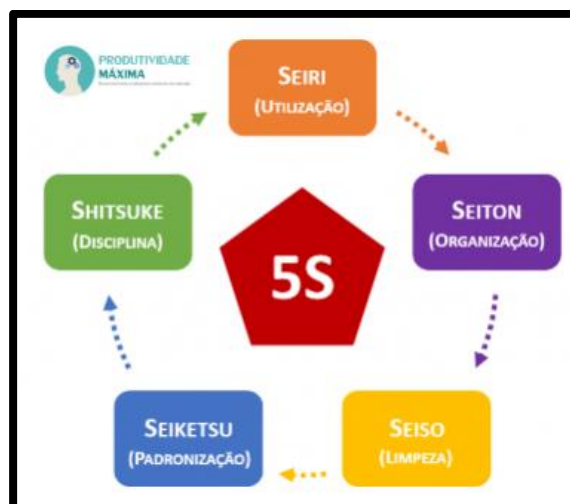 PRODUTIVIDADE
MÁXIMA
SEIRI
(UTILIZAÇÃO)
SEITON
(ORGANIZAÇÃO)
SEISO
(LIMPEZA)
SEIKETSU
(PADRONIZAÇÃO)
SHITSUKE
(DISCIPLINA)
5S